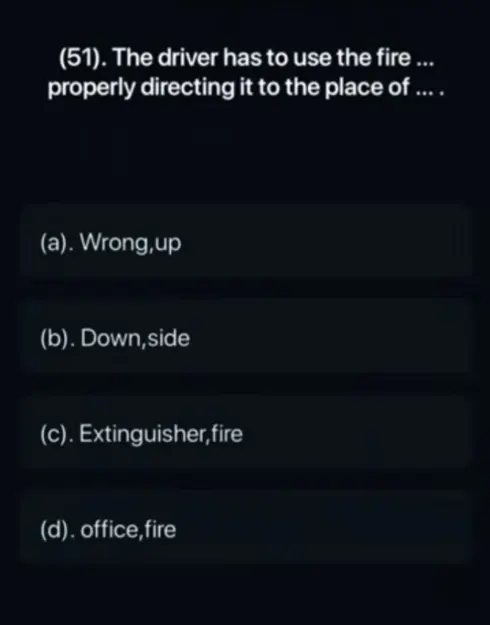 (51). The driver has to use the fire ...
properly directing it to the place of ... .
(a). Wrong,up
(b). Down,side
(c). Extinguisher,fire
(d). office,fire